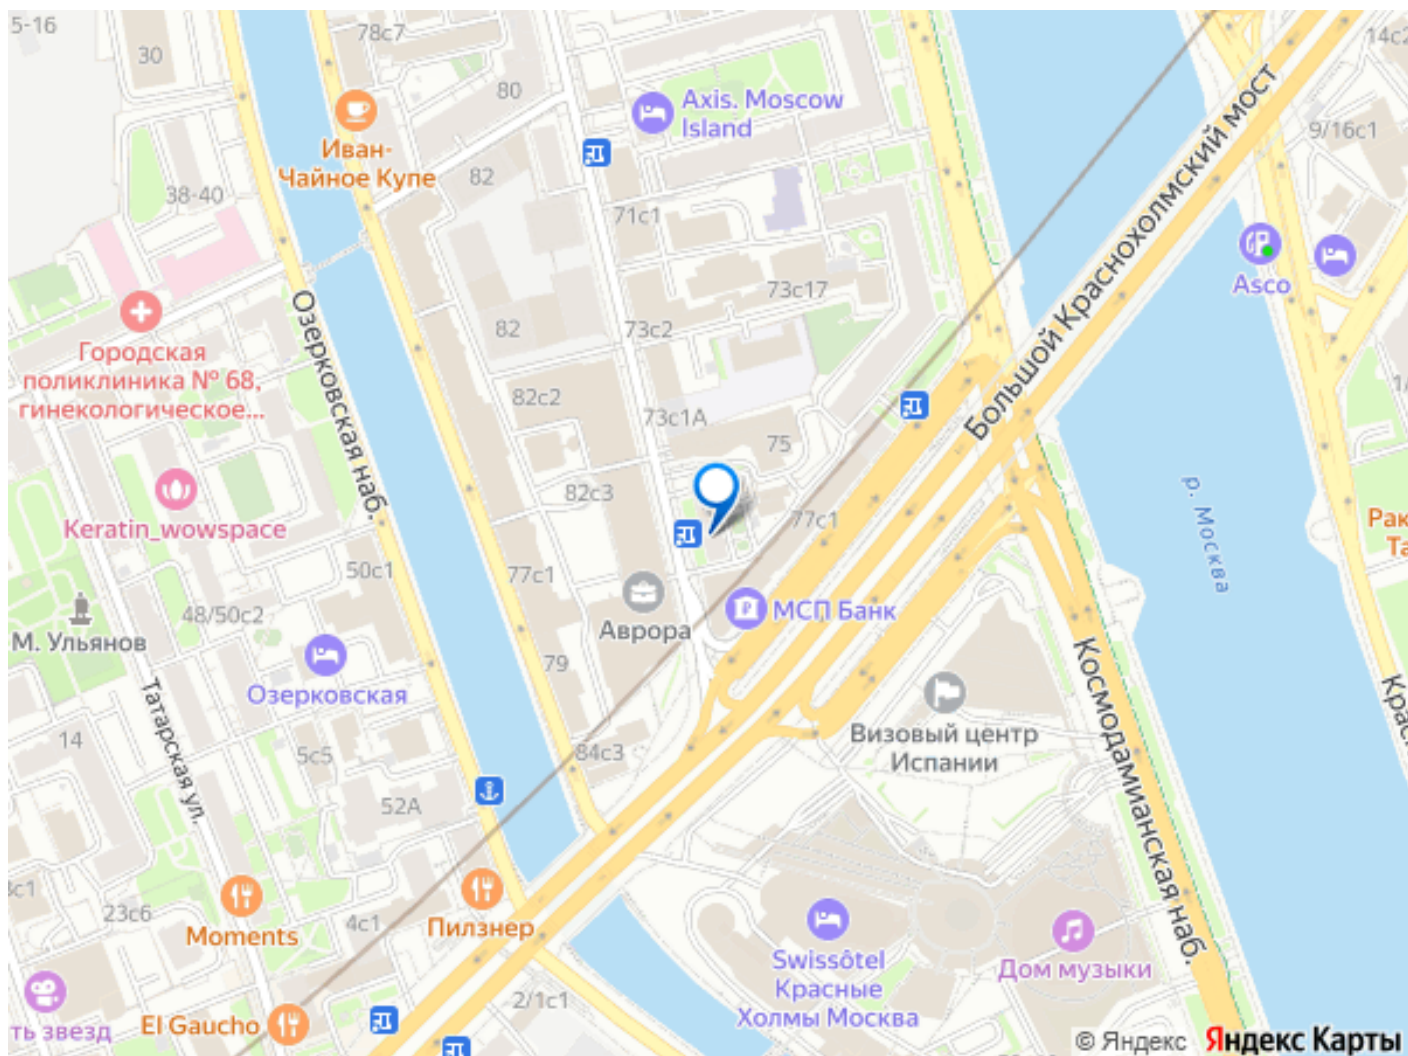 5-16
78с7
14с2
30
80
Axis. Moscow
Island
9/16с1
Иван-
Чайное Купе
82
38-40
71с1
Большой Краснохолмский мост
Asco
73с17
Озерковская наб.
82
73с2
Городская
поликлиника № 68,
гинекологическое...
82с2
73с1А
75
82с3
77с1
р. Москва
Keratin_wowspace
50с1
77с1
48/50с2
М. Ульянов
Аврора
МСП Банк
Озерковская
79
Татарская ул.
Космодамианская наб.
Визовый центр
Испании
14
5с5
84с3
52А
23с6
4с1
Moments
Пилзнер
Swissôtel
Красные
Холмы Москва
Дом музыки
ть звезд
El Gaucho
2/1с1
© Яндекс Яндекс Карты